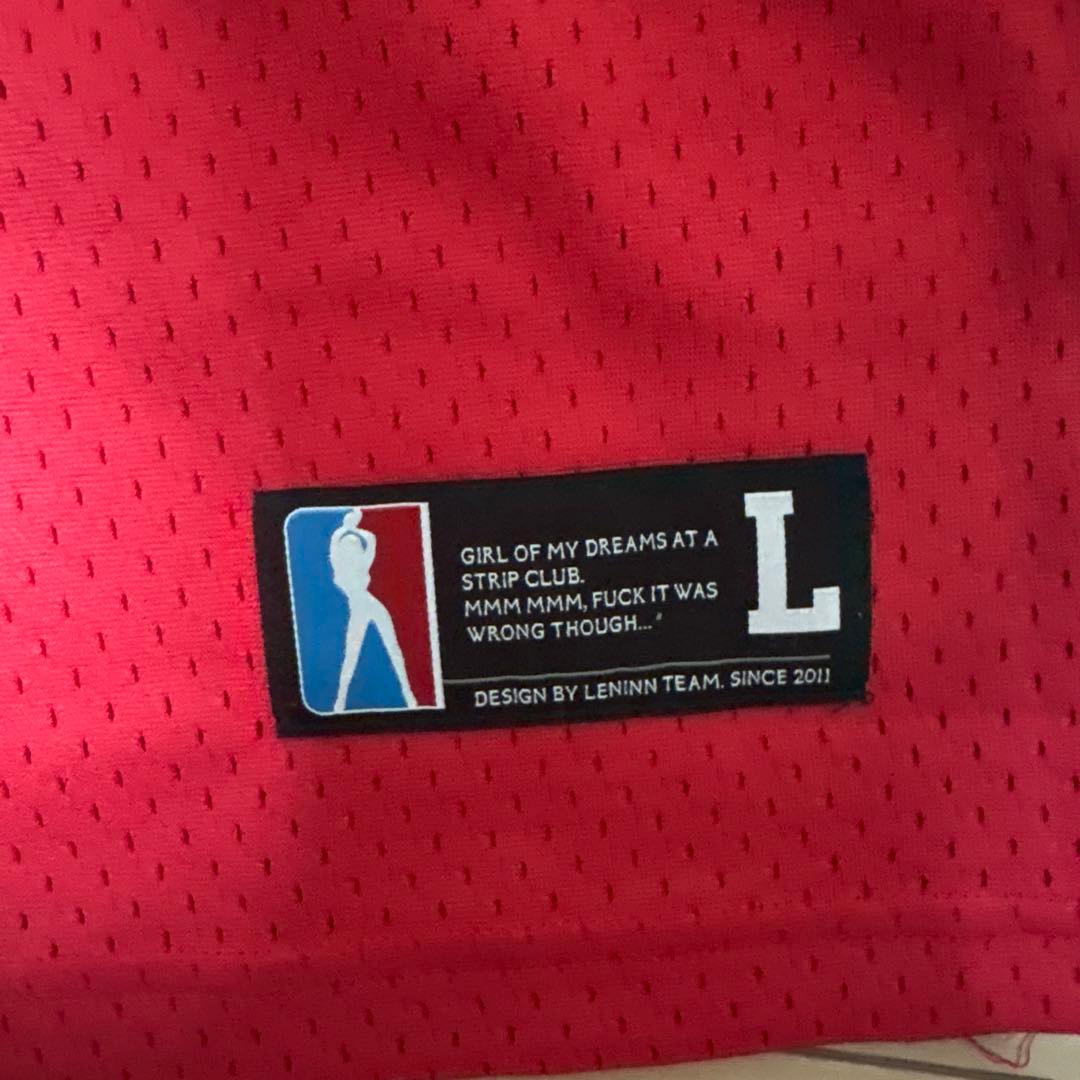 GIRL OF MY DREAMS AT A
STRIP CLUB.
MMM MMM, FUCK IT WAS
WRONG THOUGH..."
L
DESIGN BY LENINN TEAM. SINCE 2011